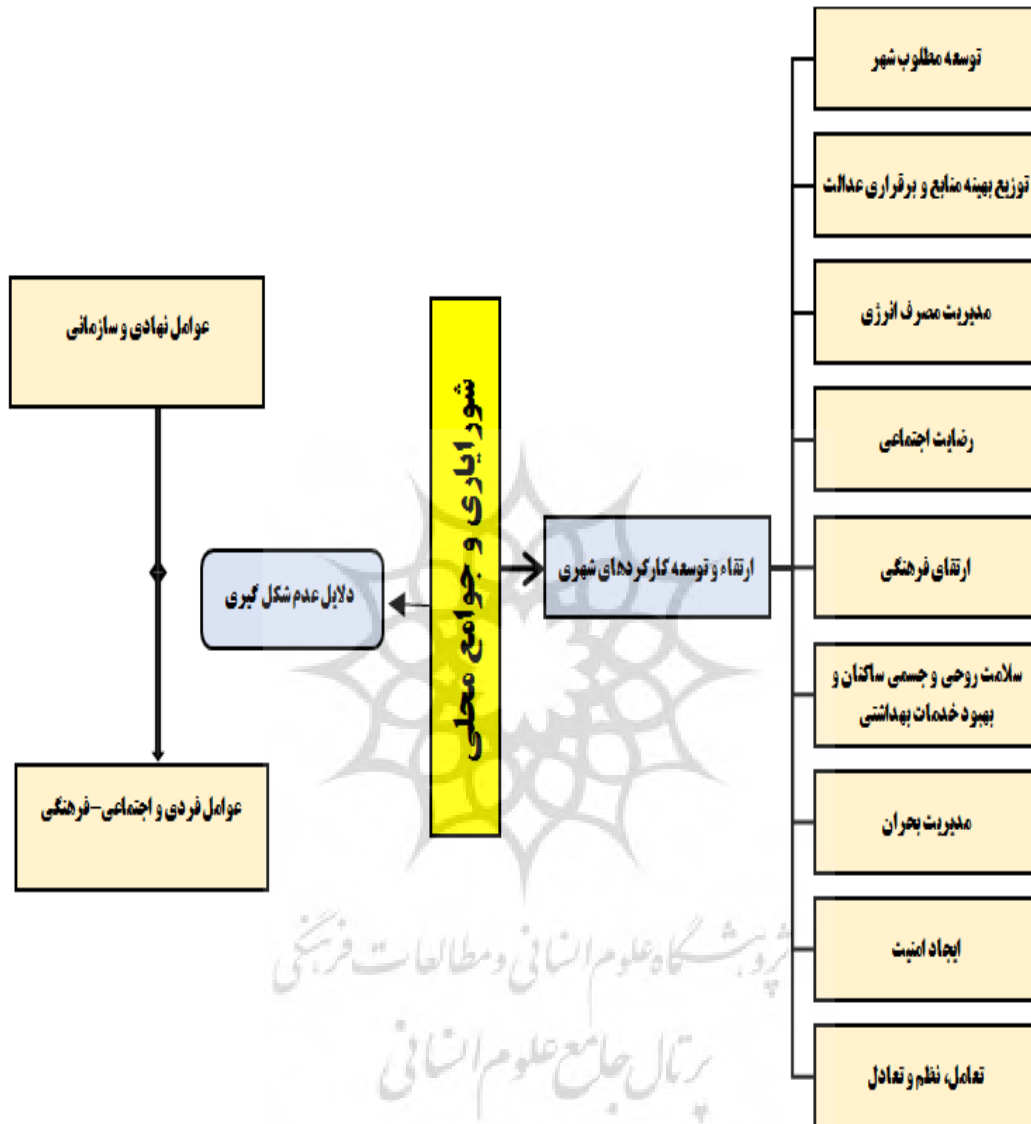 توسعه مطلوب شهر
توزیع بهینه منابع و برقراری عدالت
مدیریت مصرف انرژی
رضایت اجتماعی
ارتقای فرهنگی
سلامت روحی و جسمی ساکنان و
بهبود خدمات بهداشتی
مدیریت بحران
ایجاد امنیت
تعامل، نظم و تعادل
ارتقاء و توسعه کارکردهای شهری
شورایاری و جوامع محلی
دلایل عدم شکل گیری
عوامل نهادی و سازمانی
عوامل فردی و اجتماعی-فرهنگی
پژوهشگاه علوم انسانی و مطالعات فرهنگی
پرتال جامع علوم انسانی